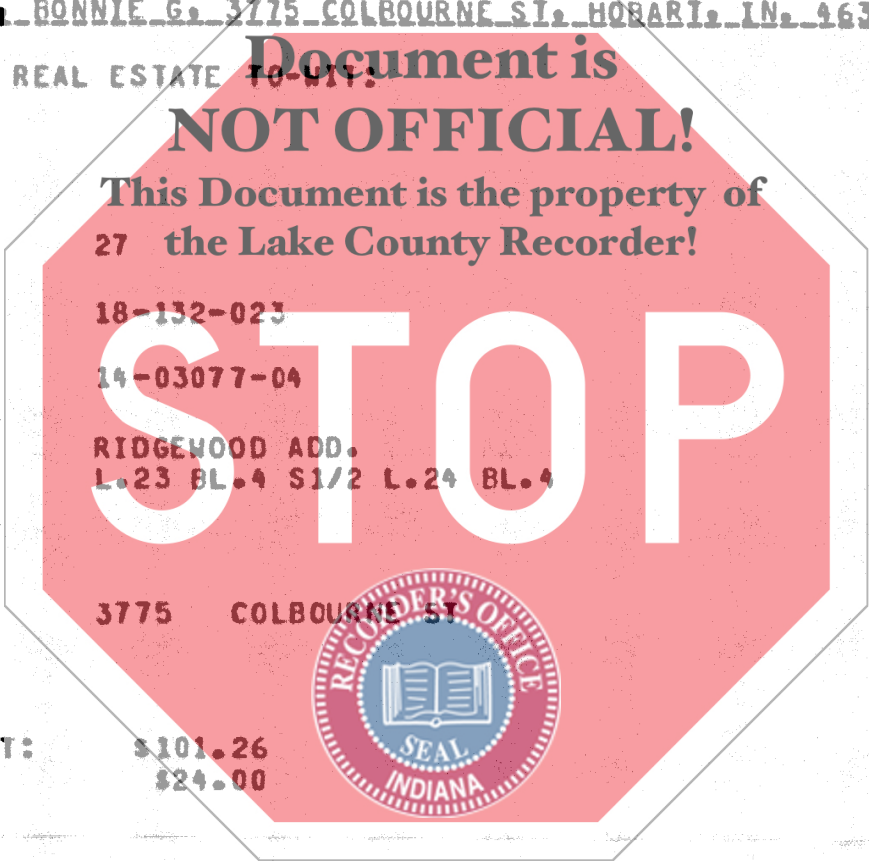 BONNIE G. 3775 COLBOURNE ST. HOBART. IN. 463
REAL ESTATE TO-WIT:
Document is
NOT OFFICIAL!
This Document is the property of
the Lake County Recorder!
27
18-132-023
14-03077-04
STOP
RIDGEWOOD ADD.
L.23 BL.4 S1/2 L.24 BL.4
3775 COLBOURNE ST
RECORDER'S OFFICE
SEAL
INDIANA
T: $101.26
$24.00